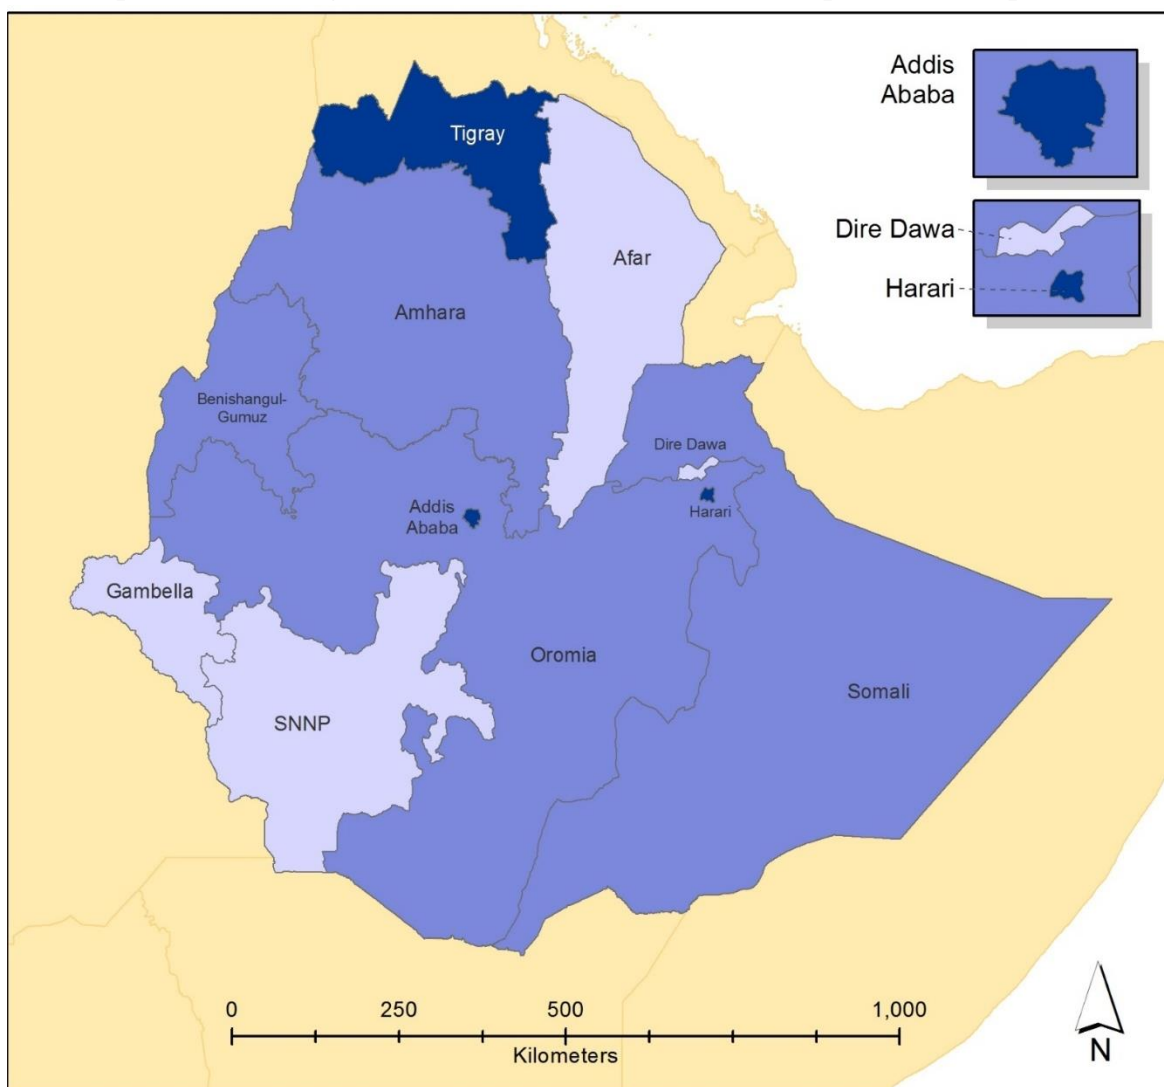 Addis
Ababa
Dire Dawa
Harari
Tigray
Afar
Amhara
Benishangul-
Gumuz
Dire Dawa
Harari
Addis
Ababa
Gambella
Oromia
Somali
SNNP
0
250
500
1,000
Kilometers
N